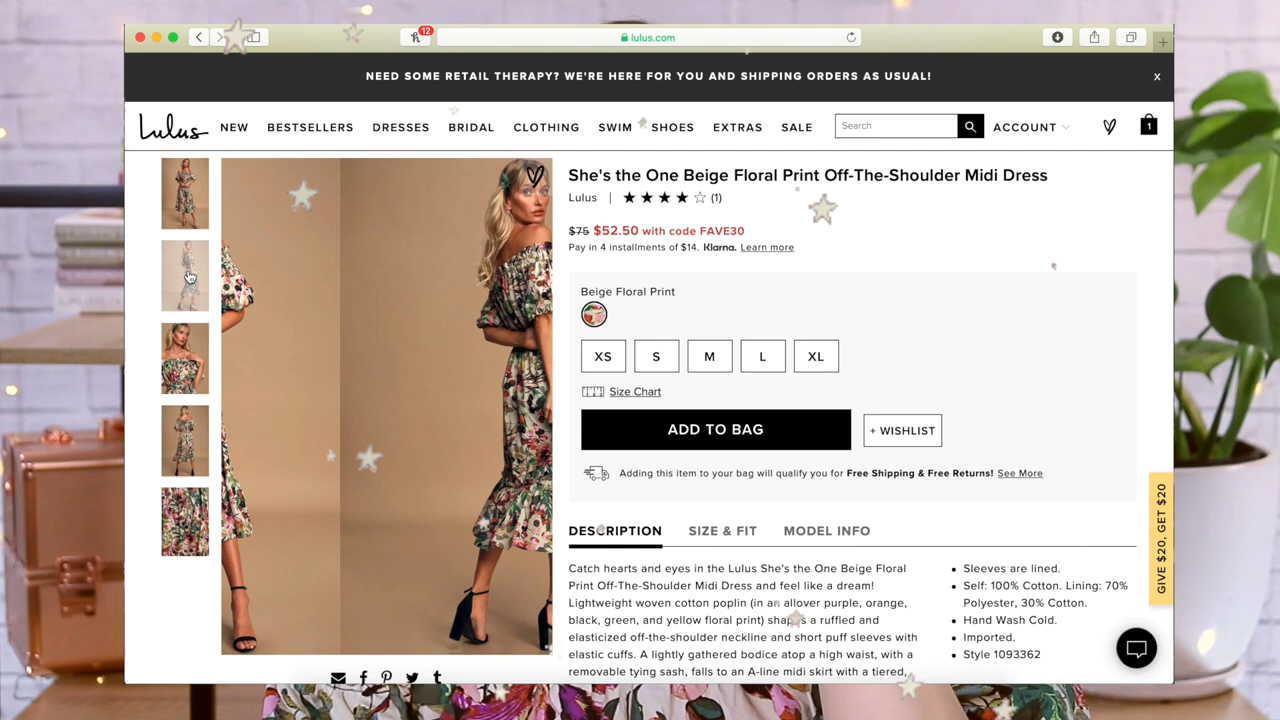 12
lulus.com
NEED SOME RETAIL THERAPY? WE'RE HERE FOR YOU AND SHIPPING ORDERS AS USUAL!
X
Lulus NEW BESTSELLERS DRESSES BRIDAL CLOTHING SWIM SHOES EXTRAS SALE Search ACCOUNT 1
She's the One Beige Floral Print Off-The-Shoulder Midi Dress
Lulus | ★★★★☆ (1)
$75 $52.50 with code FAVE30
Pay in 4 installments of $14. Klarna. Learn more
Beige Floral Print
XS S M L XL
Size Chart
ADD TO BAG + WISHLIST
Adding this item to your bag will qualify you for Free Shipping & Free Returns! See More
GIVE $20, GET $20
DESCRIPTION SIZE & FIT MODEL INFO
Catch hearts and eyes in the Lulus She's the One Beige Floral
Print Off-The-Shoulder Midi Dress and feel like a dream!
Lightweight woven cotton poplin (in an allover purple, orange,
black, green, and yellow floral print) shapes a ruffled and
elasticized off-the-shoulder neckline and short puff sleeves with
elastic cuffs. A lightly gathered bodice atop a high waist, with a
removable tying sash, falls to an A-line midi skirt with a tiered,
• Sleeves are lined.
• Self: 100% Cotton. Lining: 70%
Polyester, 30% Cotton.
• Hand Wash Cold.
• Imported.
• Style 1093362